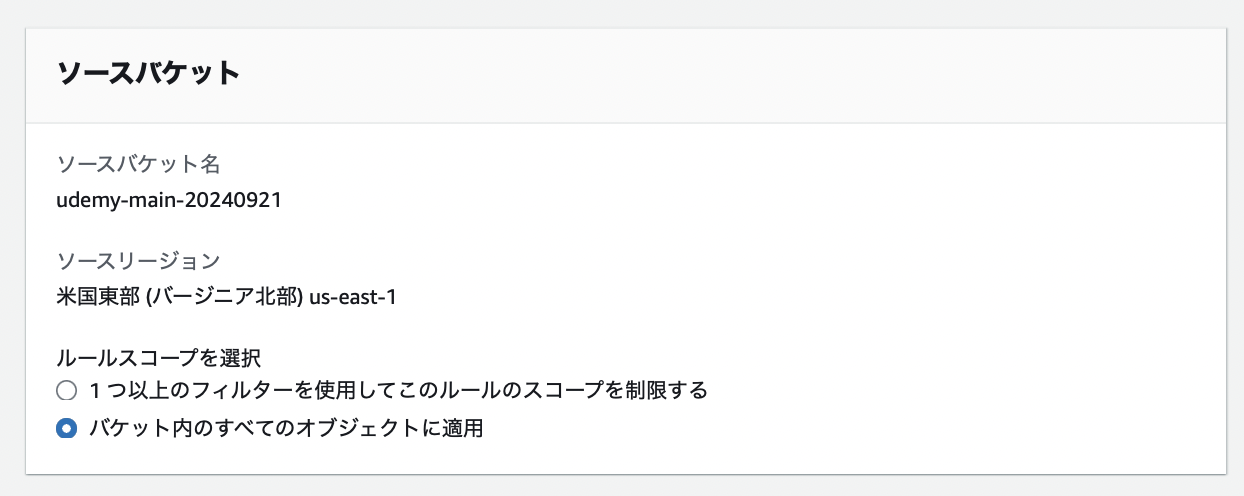 ソースバケット
ソースバケット名
udemy-main-20240921
ソースリージョン
米国東部 (バージニア北部) us-east-1
ルールスコープを選択
1 つ以上のフィルターを使用してこのルールのスコープを制限する
バケット内のすべてのオブジェクトに適用